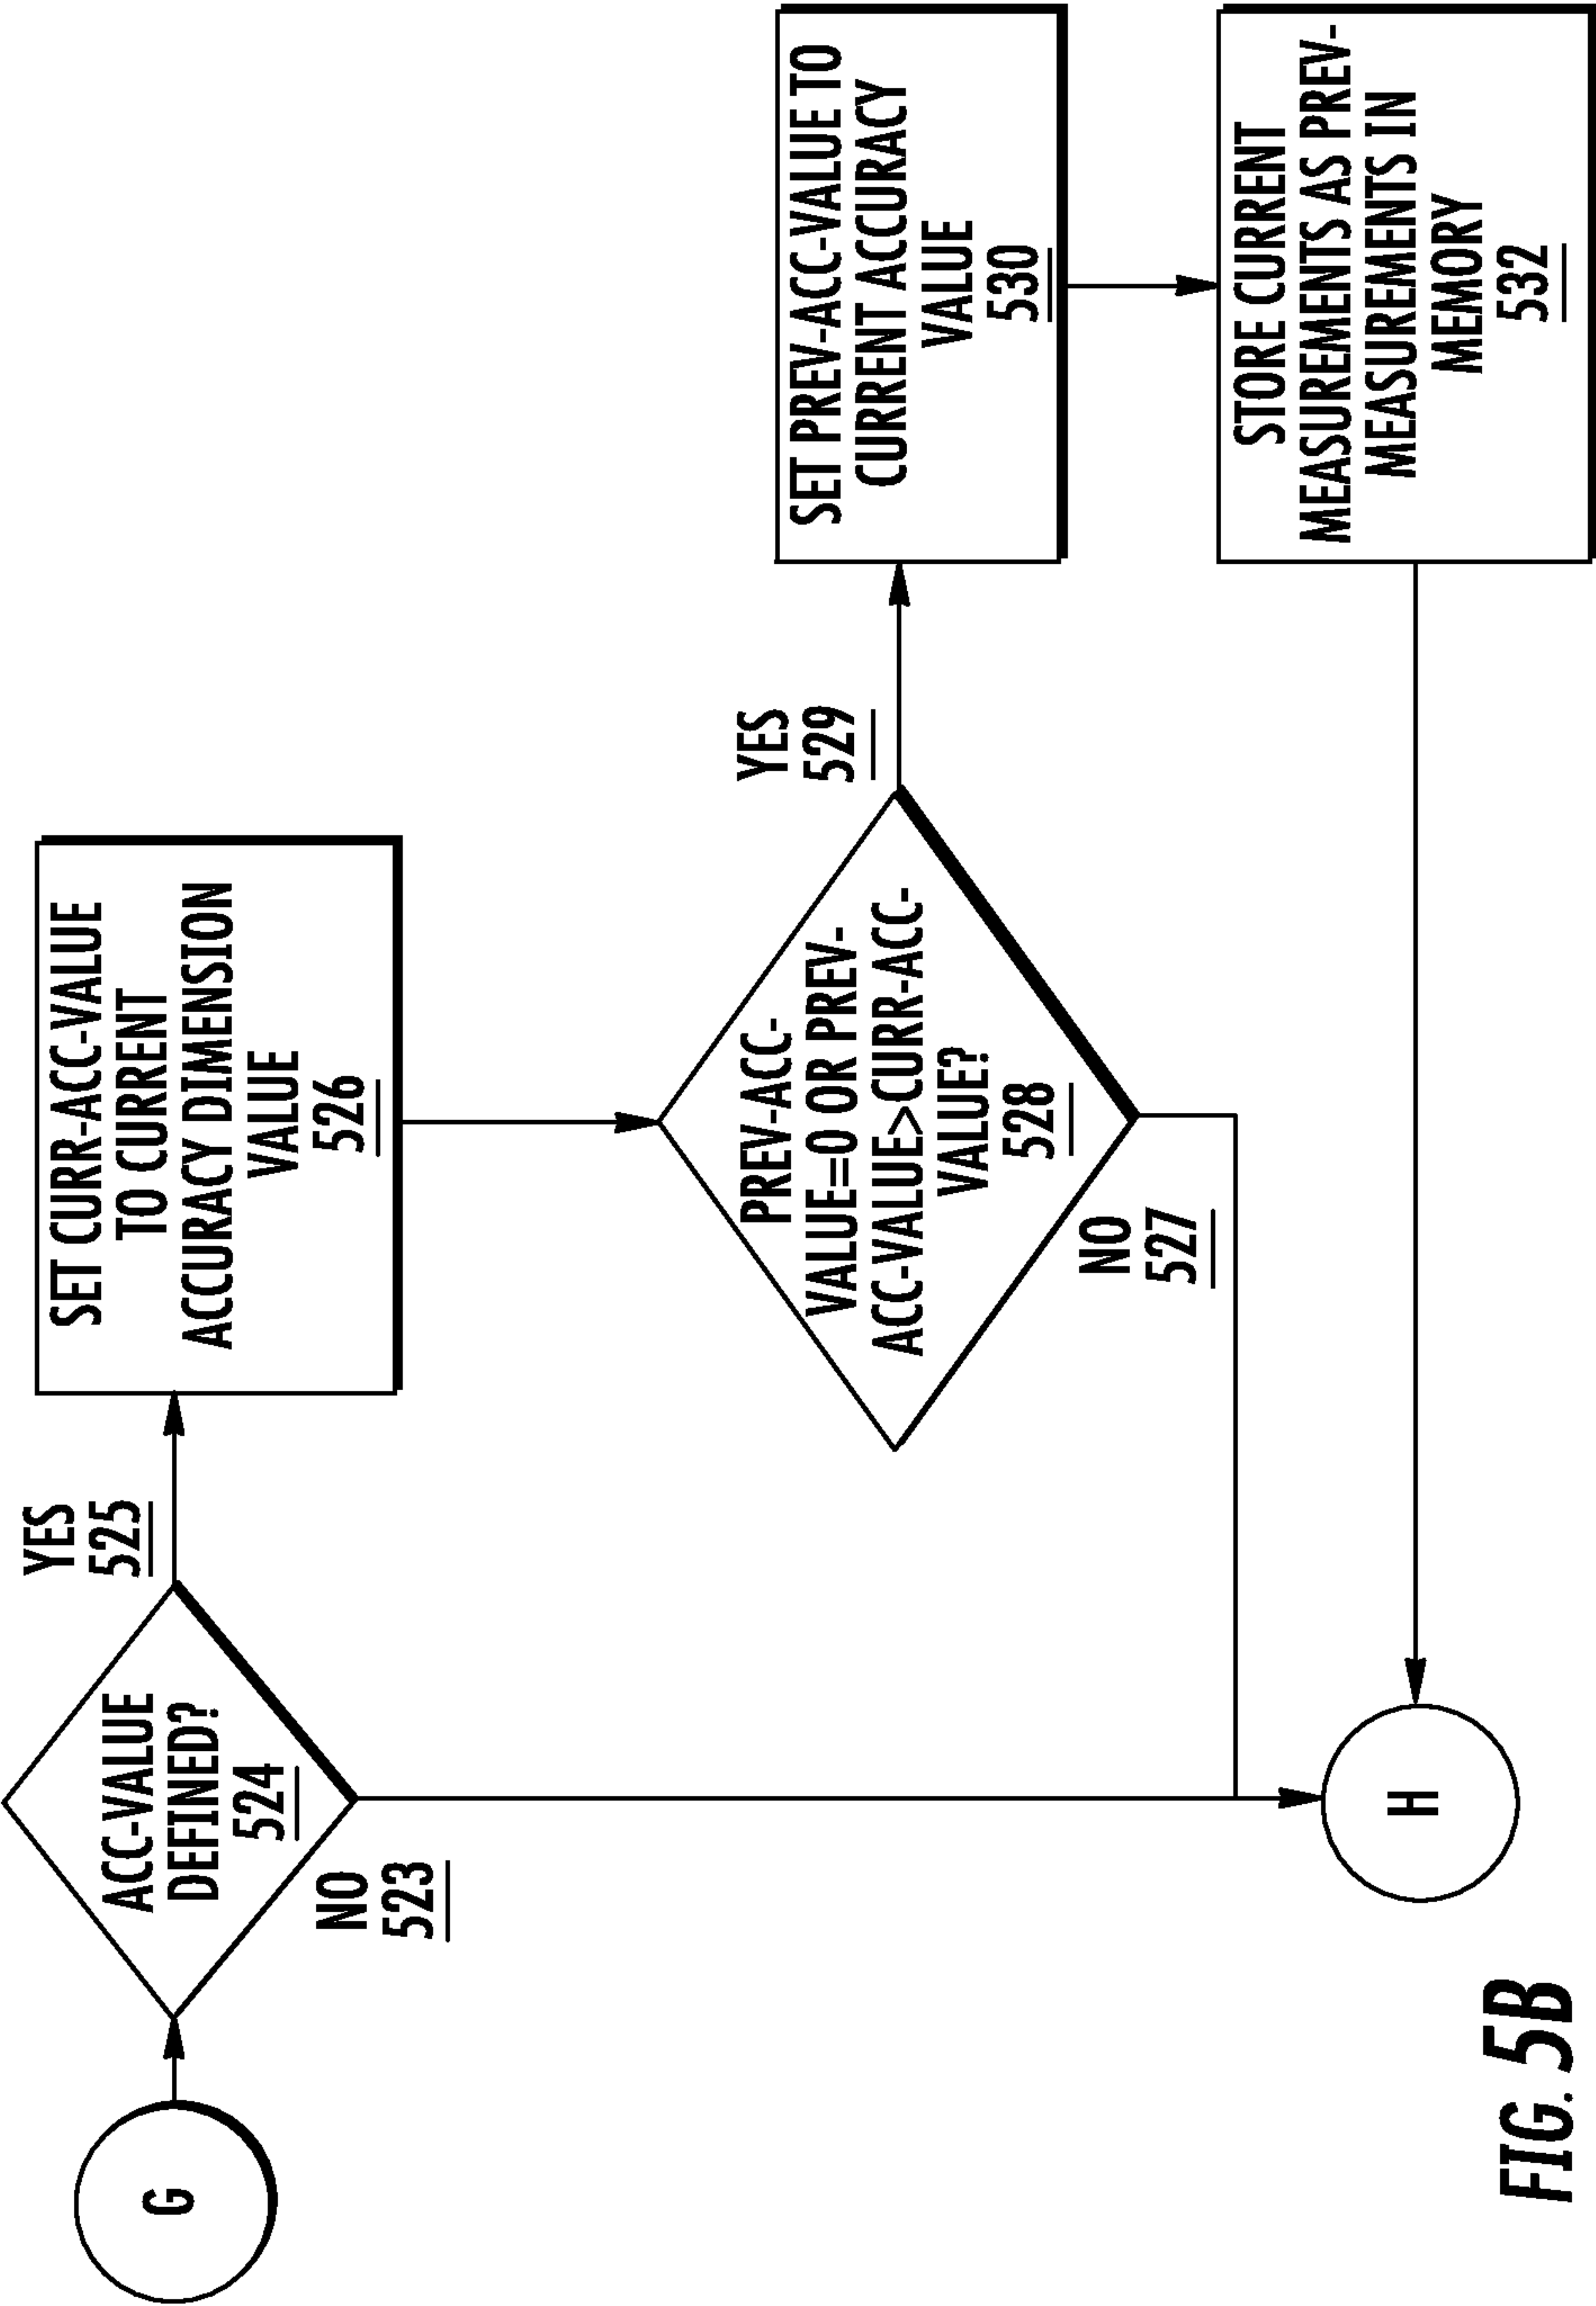 G
ACC-VALUE
DEFINED?
524
YES
525
NO
523
SET CURR-ACC-VALUE
TO CURRENT
ACCURACY DIMENSION
VALUE
526
PREV-ACC-
VALUE=0 OR PREV-
ACC-VALUE>CURR-ACC-
VALUE?
528
YES
529
NO
527
SET PREV-ACC-VALUE TO
CURRENT ACCURACY
VALUE
530
STORE CURRENT
MEASUREMENTS AS PREV-
MEASUREMENTS IN
MEMORY
532
H
FIG. 5B